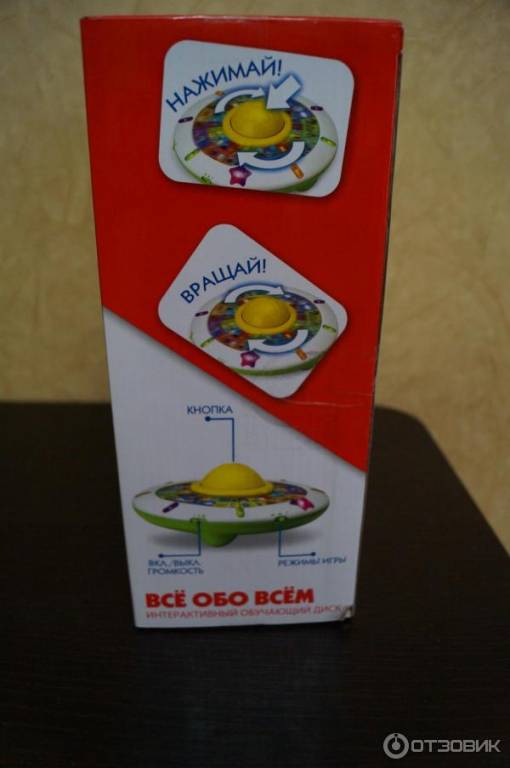 НАЖИМАЙ!
ВРАЩАЙ!
КНОПКА
ВКЛ./ВЫКЛ.
ГРОМКОСТЬ
РЕЖИМЫ ИГРЫ
ВСЁ ОБО ВСЁМ
ИНТЕРАКТИВНЫЙ ОБУЧАЮЩИЙ ДИСК
ОТЗОВИК